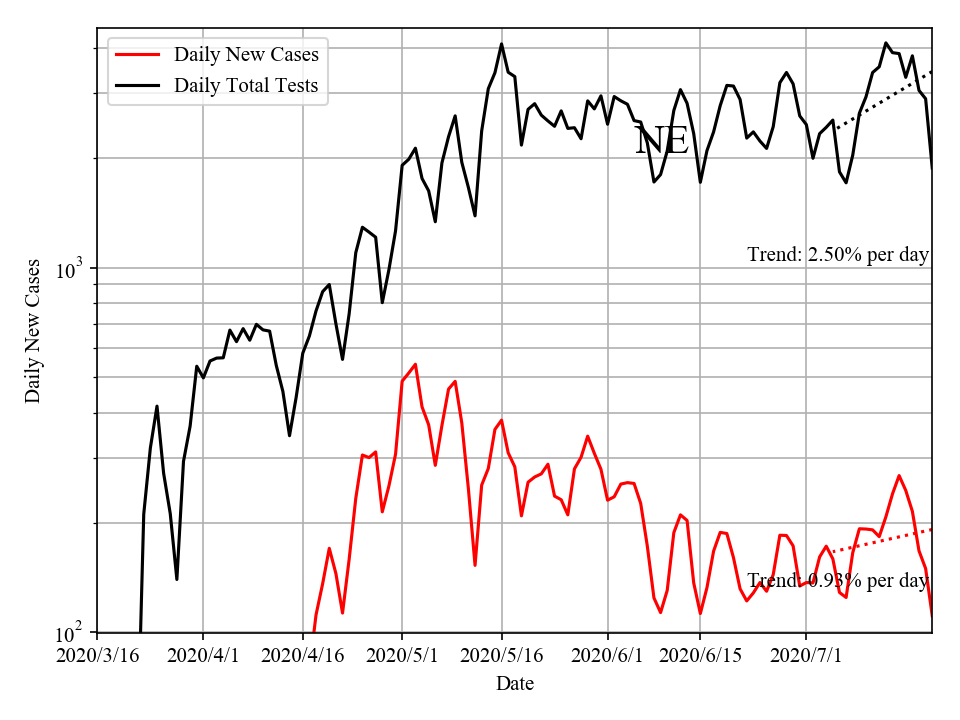 Daily New Cases
Daily Total Tests
NE
Trend: 2.50% per day
Trend: 0.93% per day
Daily New Cases
10³
10²
2020/3/16 2020/4/1 2020/4/16 2020/5/1 2020/5/16 2020/6/1 2020/6/15 2020/7/1
Date